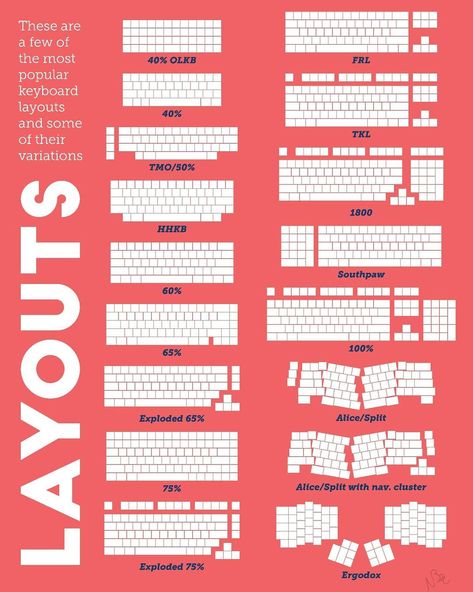 These are
a few of
the most
popular
keyboard
layouts
and some
of their
variations
LAYOUTS
40% OLKB
40%
TMO/50%
HHKB
60%
65%
Exploded 65%
75%
Exploded 75%
FRL
TKL
1800
Southpaw
100%
Alice/Split
Alice/Split with nav. cluster
Ergodox